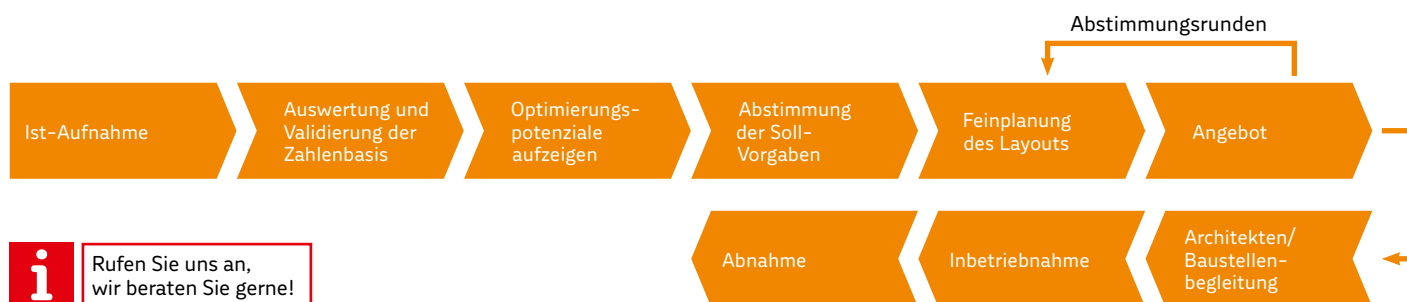 Abstimmungsrunden
Ist-Aufnahme
Auswertung und
Validierung der
Zahlenbasis
Optimierungs-
potenziale
aufzeigen
Abstimmung
der Soll-
Vorgaben
Feinplanung
des Layouts
Angebot
Architekten/
Baustellen-
begleitung
Inbetriebnahme
Abnahme
i
Rufen Sie uns an,
wir beraten Sie gerne!